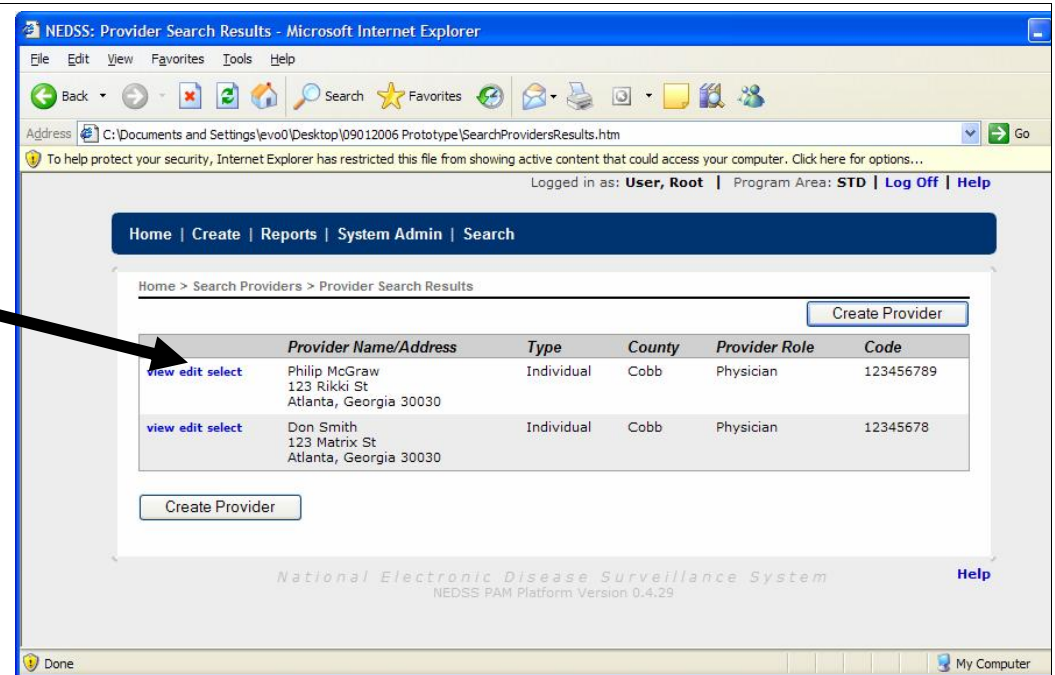 NEDSS: Provider Search Results - Microsoft Internet Explorer
File Edit View Favorites Tools Help
Back Search Favorites
Address C:\Documents and Settings\evo0\Desktop\09012006 Prototype\SearchProvidersResults.htm Go
To help protect your security, Internet Explorer has restricted this file from showing active content that could access your computer. Click here for options...
Logged in as: User, Root | Program Area: STD | Log Off | Help
Home | Create | Reports | System Admin | Search
Home > Search Providers > Provider Search Results
Create Provider
Provider Name/Address Type County Provider Role Code
view edit select Philip McGraw Individual Cobb Physician 123456789
123 Rikki St
Atlanta, Georgia 30030
view edit select Don Smith Individual Cobb Physician 12345678
123 Matrix St
Atlanta, Georgia 30030
Create Provider
National Electronic Disease Surveillance System Help
NEDSS PAM Platform Version 0.4.29
Done My Computer